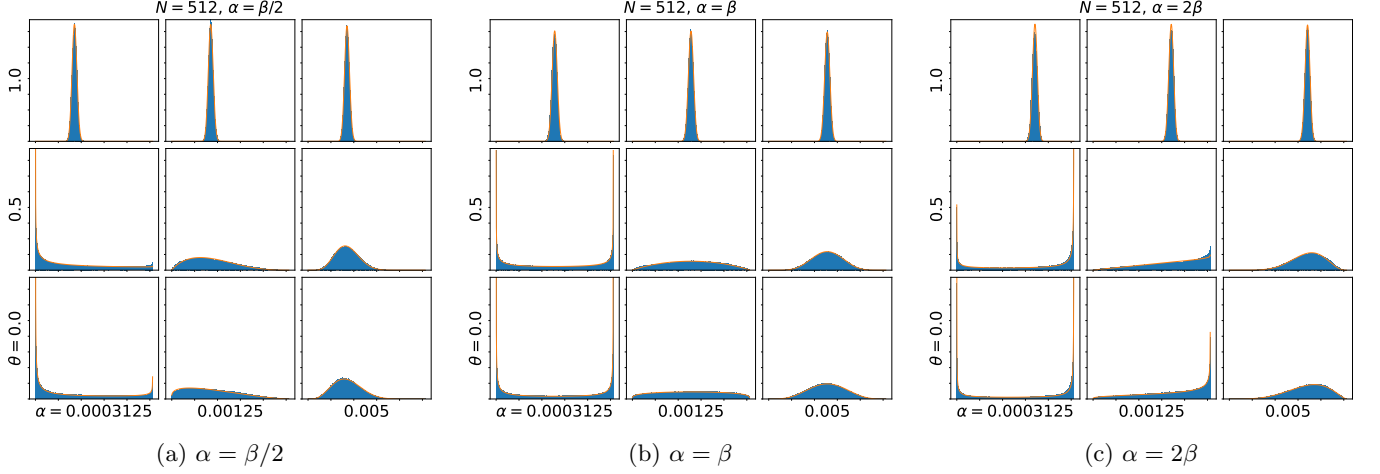 N = 512, α = β/2
N = 512, α = β
N = 512, α = 2β
1.0
1.0
1.0
0.5
0.5
0.5
θ = 0.0
θ = 0.0
θ = 0.0
α = 0.0003125 0.00125 0.005
α = 0.0003125 0.00125 0.005
α = 0.0003125 0.00125 0.005
(a) α = β/2
(b) α = β
(c) α = 2β